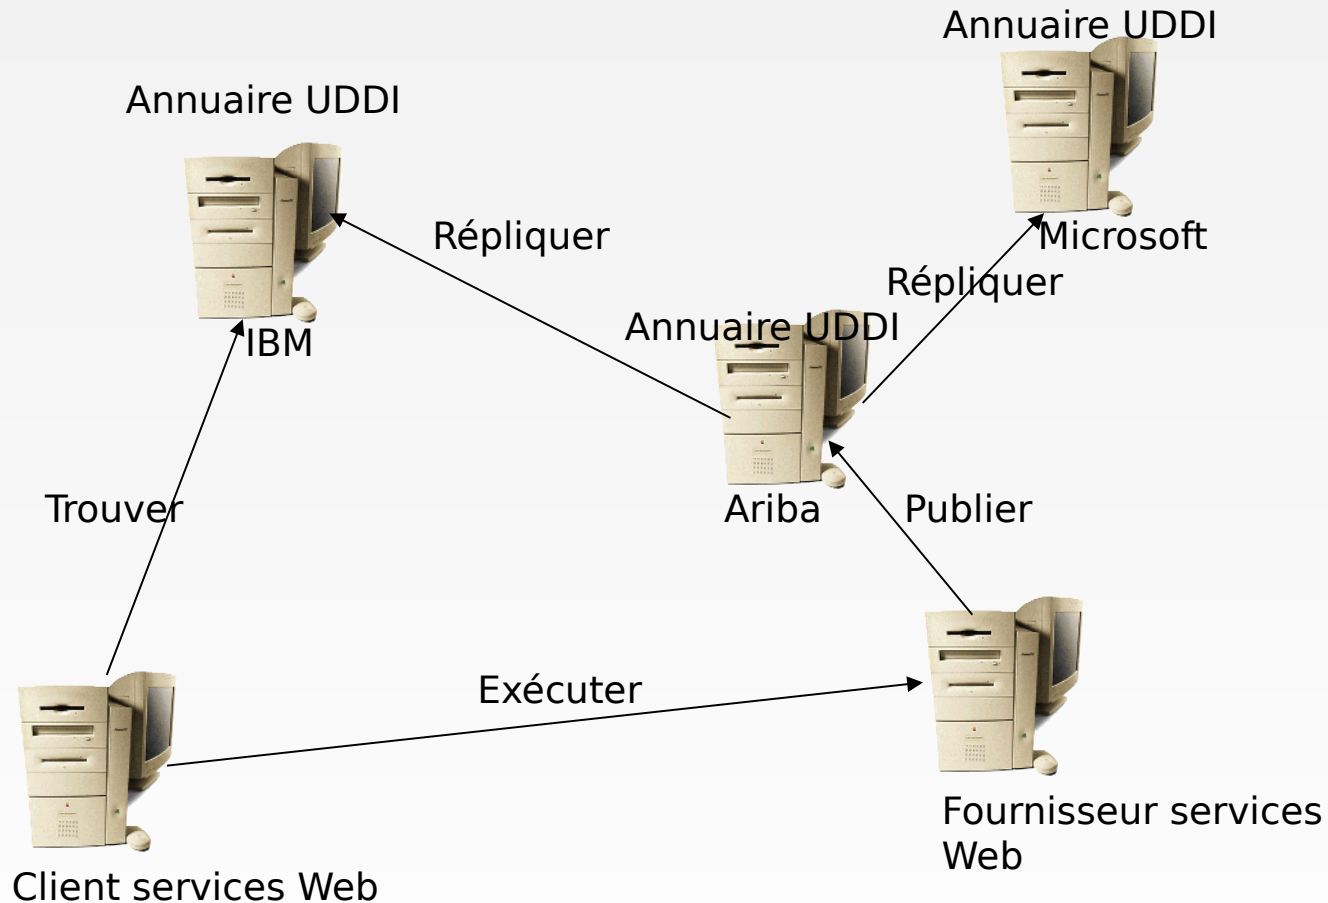 Annuaire UDDI
Annuaire UDDI
Répliquer
Microsoft
Répliquer
Annuaire UDDI
IBM
Trouver
Ariba
Publier
Exécuter
Fournisseur services
Web
Client services Web